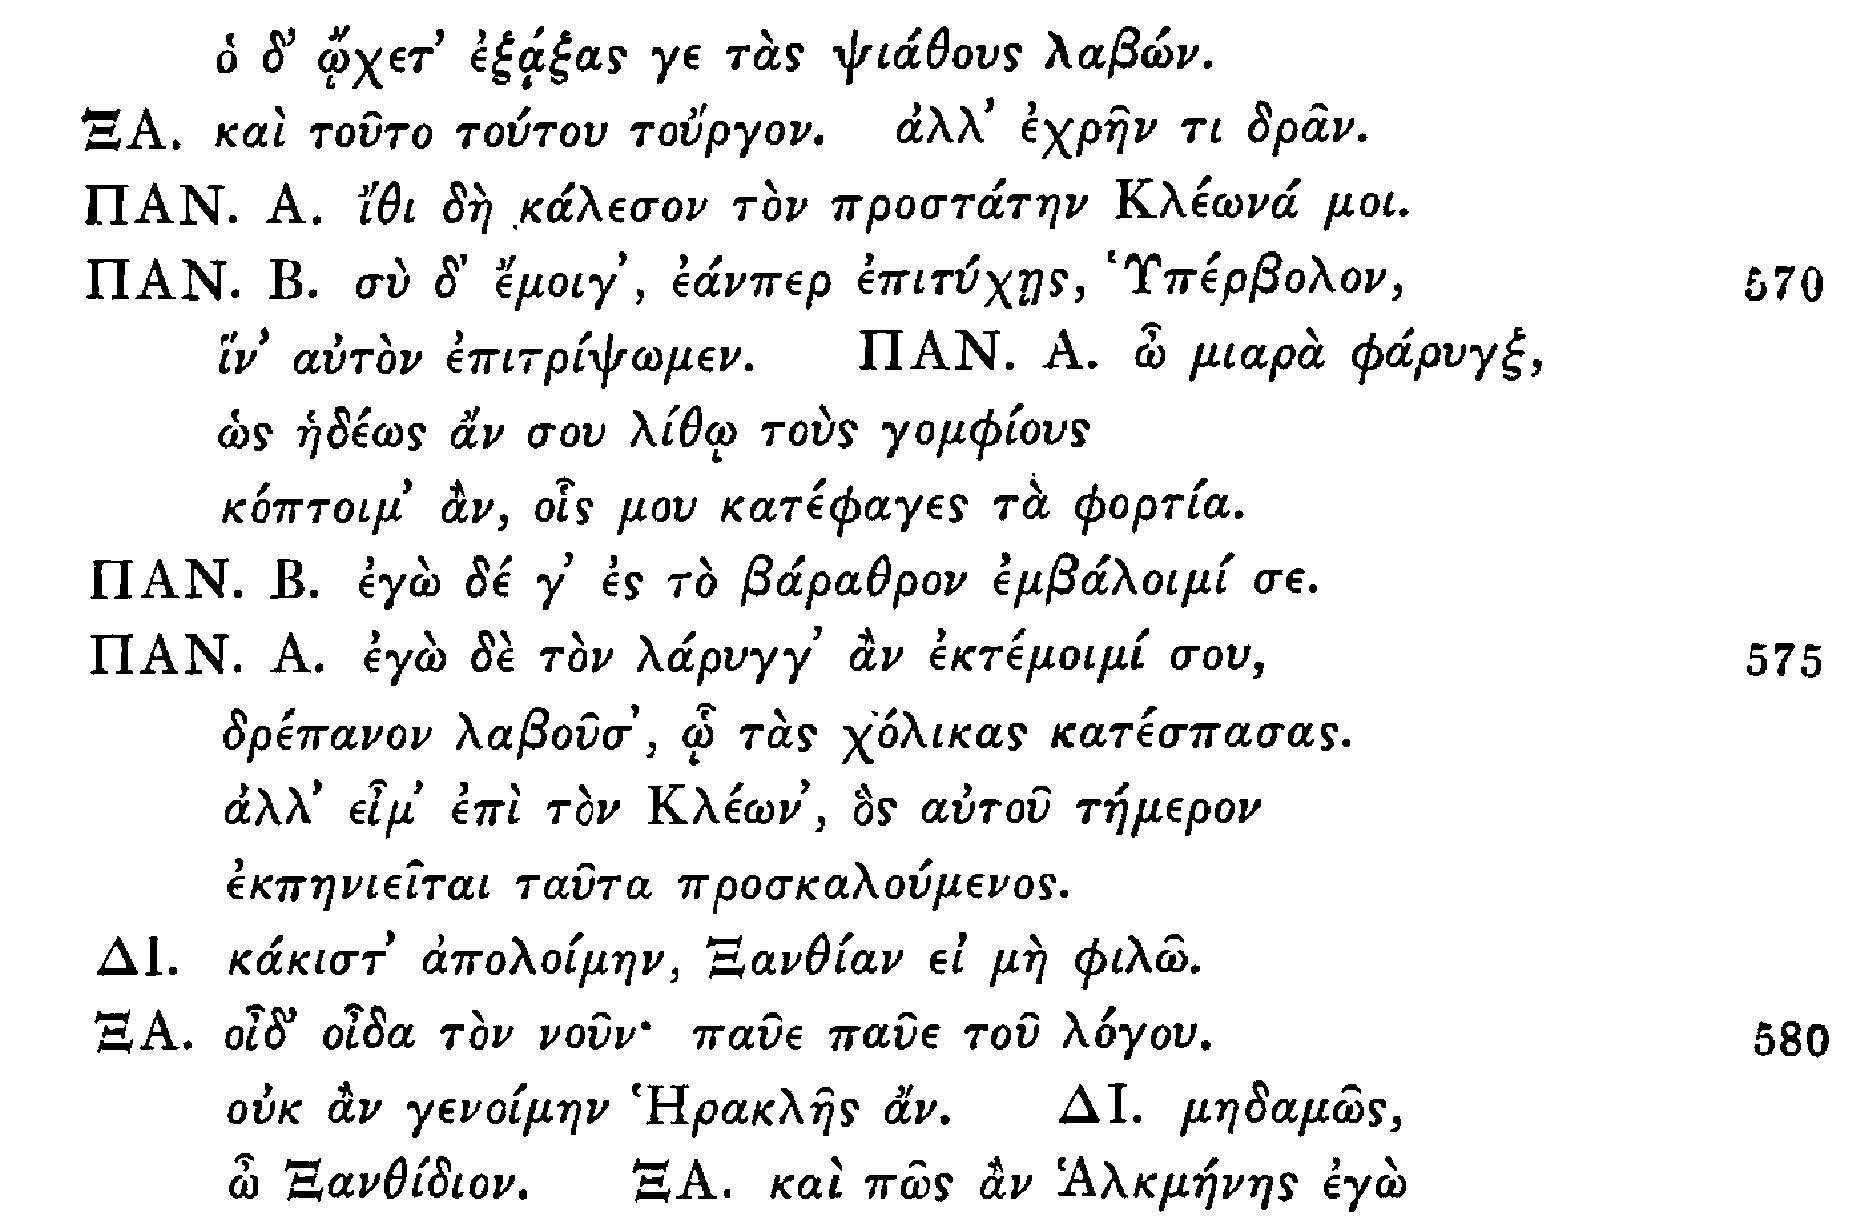 ὁ δ’ ᾤχετ’ ἐξᾴξας γε τὰς ψιάθους λαβών.
ΞΑ. καὶ τοῦτο τούτου τοὔργον. ἀλλ’ ἐχρῆν τι δρᾶν.
ΠΑΝ. Α. ἴθι δὴ κάλεσον τὸν προστάτην Κλέωνά μοι.
ΠΑΝ. Β. σὺ δ’ ἔμοιγ’, ἐάνπερ ἐπιτύχῃς, Ὑπέρβολον, 570
ἵν’ αὐτὸν ἐπιτρίψωμεν. ΠΑΝ. Α. ὦ μιαρὰ φάρυγξ,
ὡς ἡδέως ἄν σου λίθῳ τοὺς γομφίους
κόπτοιμ’ ἂν, οἷς μου κατέφαγες τὰ φορτία.
ΠΑΝ. Β. ἐγὼ δέ γ’ ἐς τὸ βάραθρον ἐμβάλοιμί σε.
ΠΑΝ. Α. ἐγὼ δὲ τὸν λάρυγγ’ ἂν ἐκτέμοιμί σου, 575
δρέπανον λαβοῦσ’, ᾧ τὰς χόλικας κατέσπασας.
ἀλλ’ εἶμ’ ἐπὶ τὸν Κλέων’, ὃς αὐτοῦ τήμερον
ἐκπηνιεῖται ταῦτα προσκαλούμενος.
ΔΙ. κάκιστ’ ἀπολοίμην, Ξανθίαν εἰ μὴ φιλῶ.
ΞΑ. οἶδ’ οἶδα τὸν νοῦν· παῦε παῦε τοῦ λόγου. 580
οὐκ ἂν γενοίμην Ἡρακλῆς ἄν. ΔΙ. μηδαμῶς,
ὦ Ξανθίδιον. ΞΑ. καὶ πῶς ἂν Ἀλκμήνης ἐγὼ